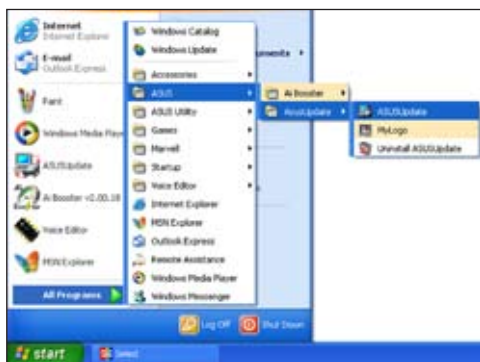 Internet
Internet Explorer
E-mail
Outlook Express
Paint
Windows Media Player
ASUSUpdate
Ai Booster v2.00.18
Voice Editor
MSN Explorer
All Programs
Windows Catalog
Windows Update
Accessories
ASUS
ASUS Utility
Games
Marvell
Startup
Voice Editor
Internet Explorer
MSN Explorer
Outlook Express
Remote Assistance
Windows Media Player
Windows Messenger
cuments
Ai Booster
AsusUpdate
ASUSUpdate
MyLogo
Uninstall ASUSUpdate
Log Off
Shut Down
start